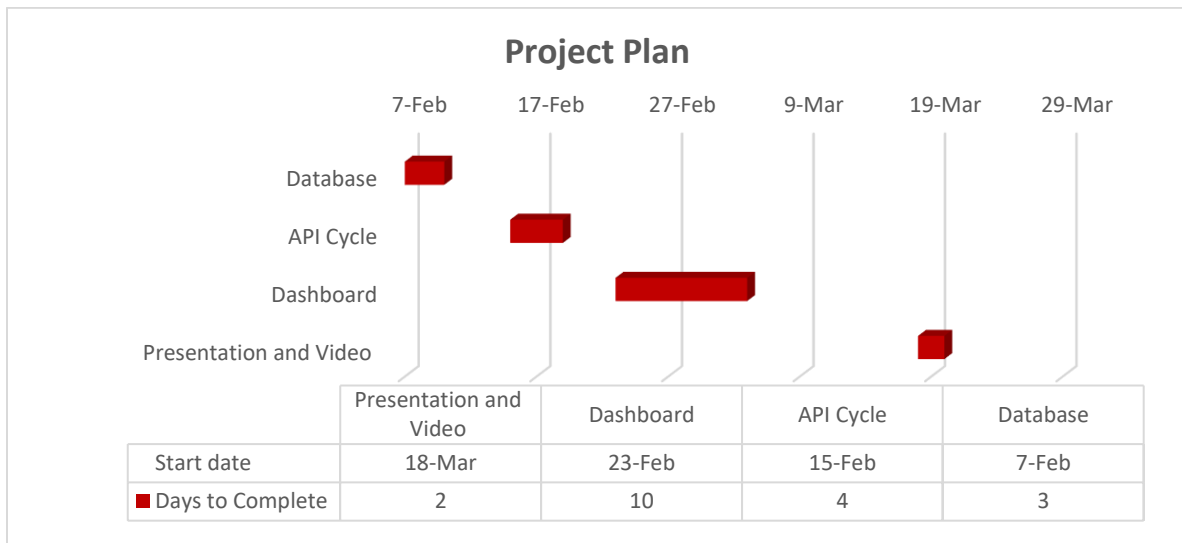 Project Plan
7-Feb 17-Feb 27-Feb 9-Mar 19-Mar 29-Mar
Database
API Cycle
Dashboard
Presentation and Video
Presentation and
Video Dashboard API Cycle Database
Start date 18-Mar 23-Feb 15-Feb 7-Feb
Days to Complete 2 10 4 3